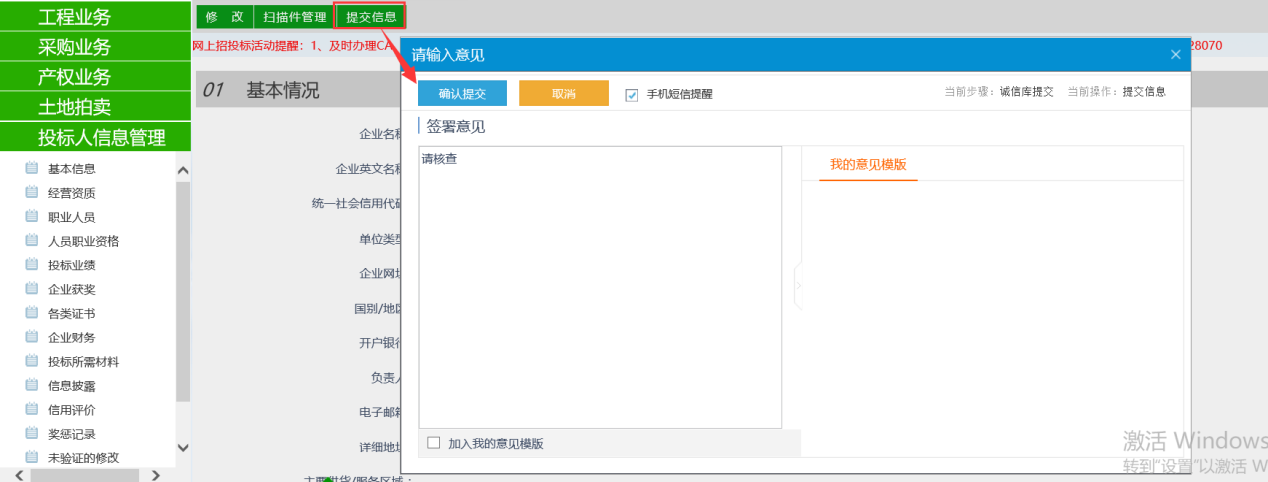 工程业务
采购业务
产权业务
土地拍卖
投标人信息管理
基本信息
经营资质
职业人员
人员职业资格
投标业绩
企业获奖
各类证书
企业财务
投标所需材料
信息披露
信用评价
奖惩记录
未验证的修改
修 改 扫描件管理 提交信息
网上招投标活动提醒：1、及时办理CA
28070
01 基本情况
企业名称
企业英文名称
统一社会信用代码
单位类型
企业网址
国别/地区
开户银行
负责人
电子邮箱
详细地址
主要供货/服务区域：
请输入意见
确认提交 取消 手机短信提醒 当前步骤：诚信库提交 当前操作：提交信息
签署意见
请核查
我的意见模版
加入我的意见模版
激活 Windows
转到"设置"以激活 W